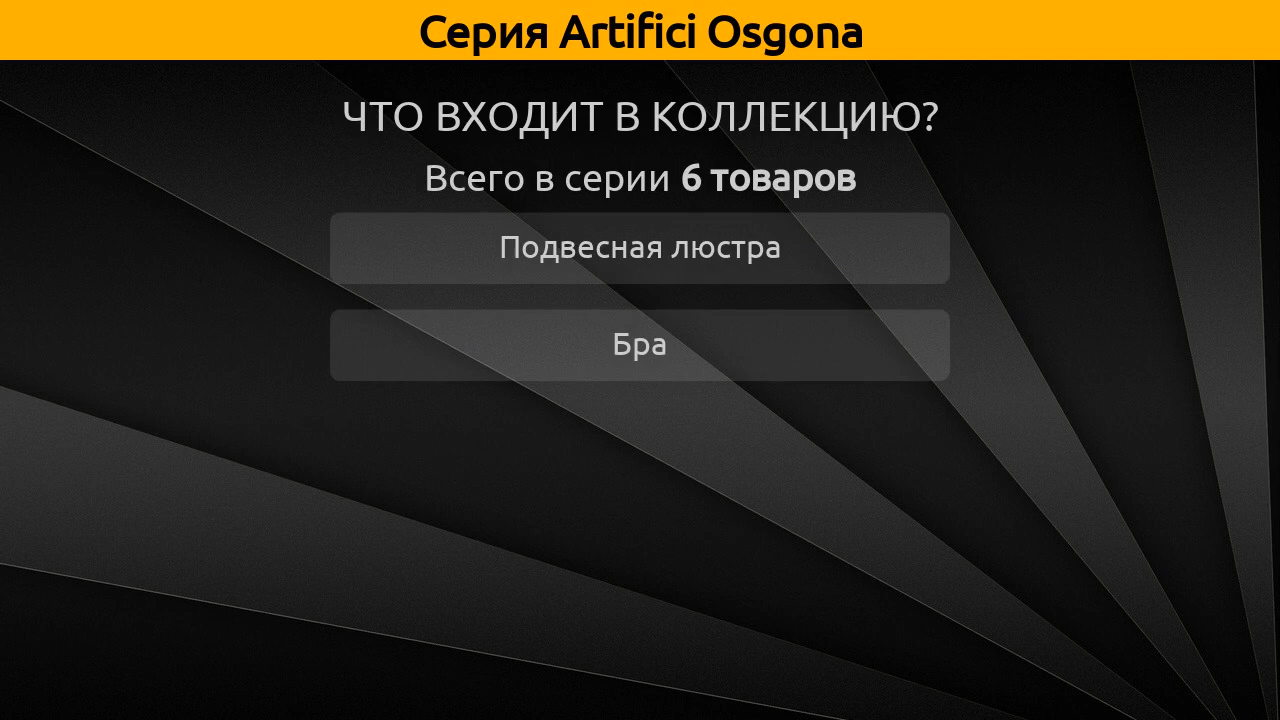 Серия Artifici Osgona
ЧТО ВХОДИТ В КОЛЛЕКЦИЮ?
Всего в серии 6 товаров
Подвесная люстра
Бра